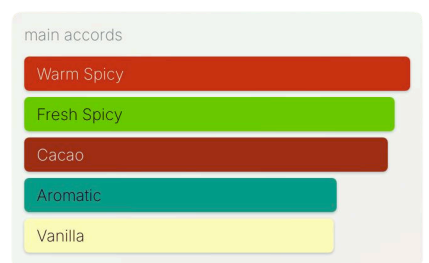 main accords
Warm Spicy
Fresh Spicy
Cacao
Aromatic
Vanilla